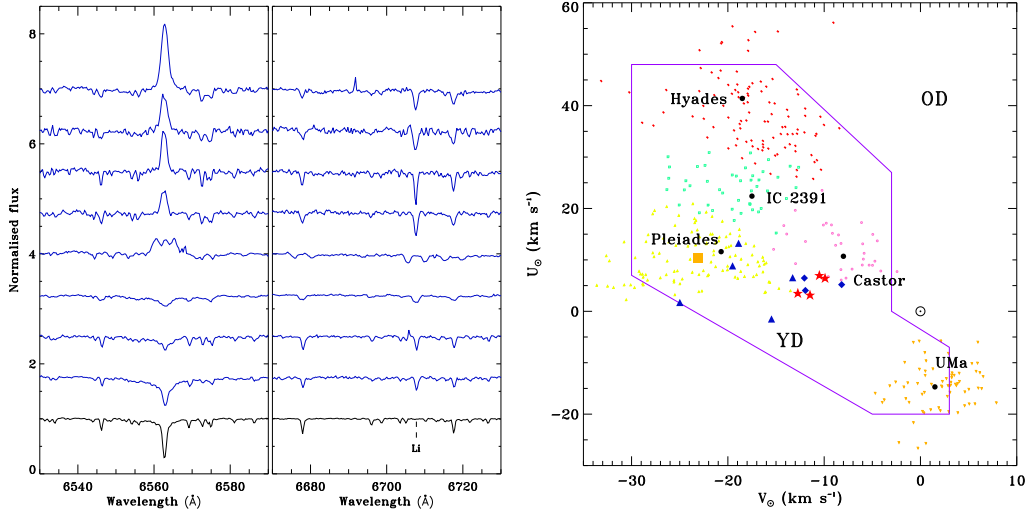 8
6
4
2
0
Normalised flux
6540 6560 6580
Wavelength (Å)
6680 6700 6720
Wavelength (Å)
Li
60
40
20
0
−20
U☉ (km s⁻¹)
−30 −20 −10 0 10
V☉ (km s⁻¹)
OD
Hyades
IC 2391
Pleiades
Castor
YD
UMa